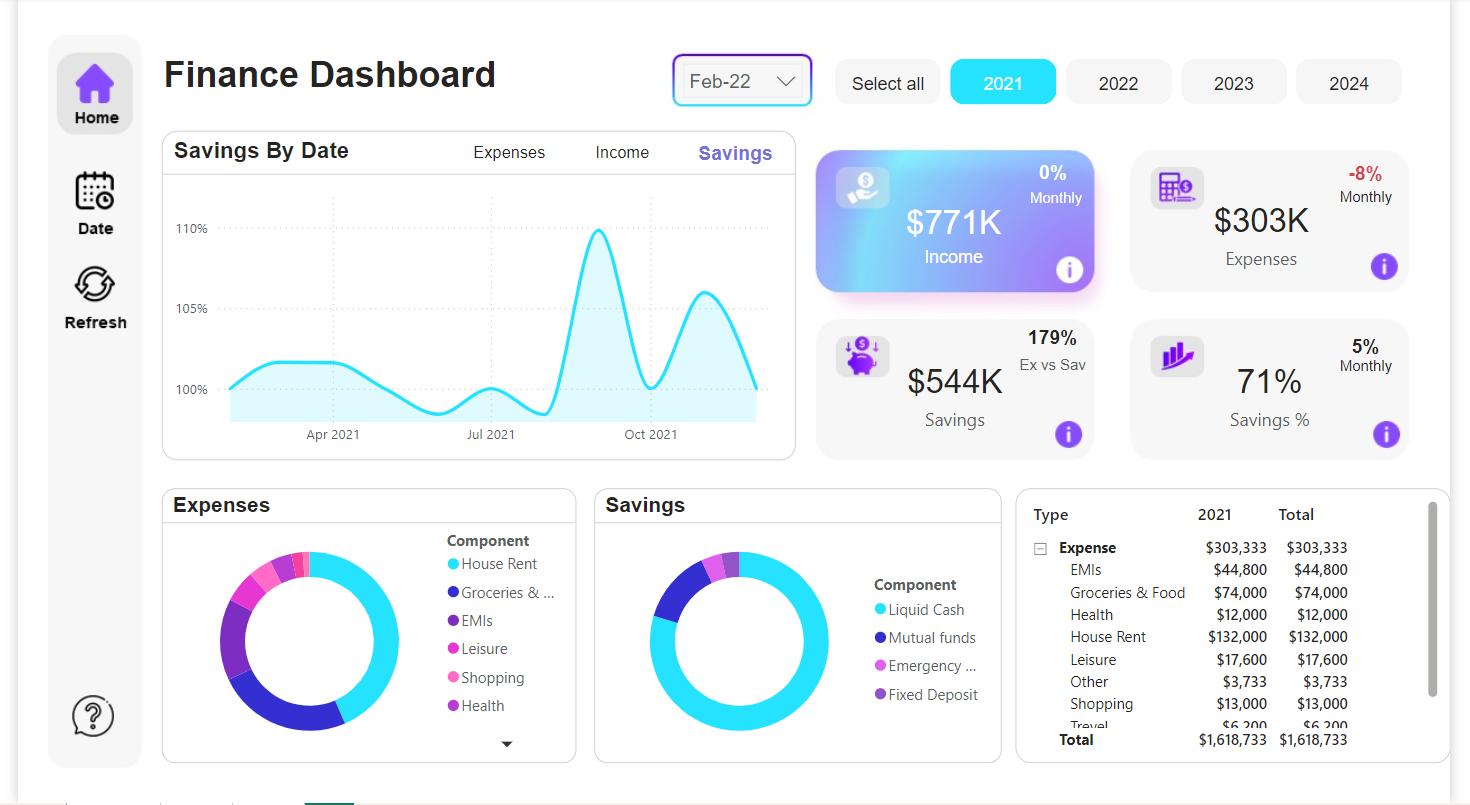 Finance Dashboard
Feb-22
Select all
2021
2022
2023
2024
Home
Date
Refresh
Savings By Date
Expenses
Income
Savings
110%
105%
100%
Apr 2021
Jul 2021
Oct 2021
0%
Monthly
$771K
Income
-8%
Monthly
$303K
Expenses
179%
Ex vs Sav
$544K
Savings
5%
Monthly
71%
Savings %
Expenses
Component
House Rent
Groceries & ...
EMIs
Leisure
Shopping
Health
Savings
Component
Liquid Cash
Mutual funds
Emergency ...
Fixed Deposit
Type 2021 Total
Expense $303,333 $303,333
EMIs $44,800 $44,800
Groceries & Food $74,000 $74,000
Health $12,000 $12,000
House Rent $132,000 $132,000
Leisure $17,600 $17,600
Other $3,733 $3,733
Shopping $13,000 $13,000
Travel $6,200 $6,200
Total $1,618,733 $1,618,733